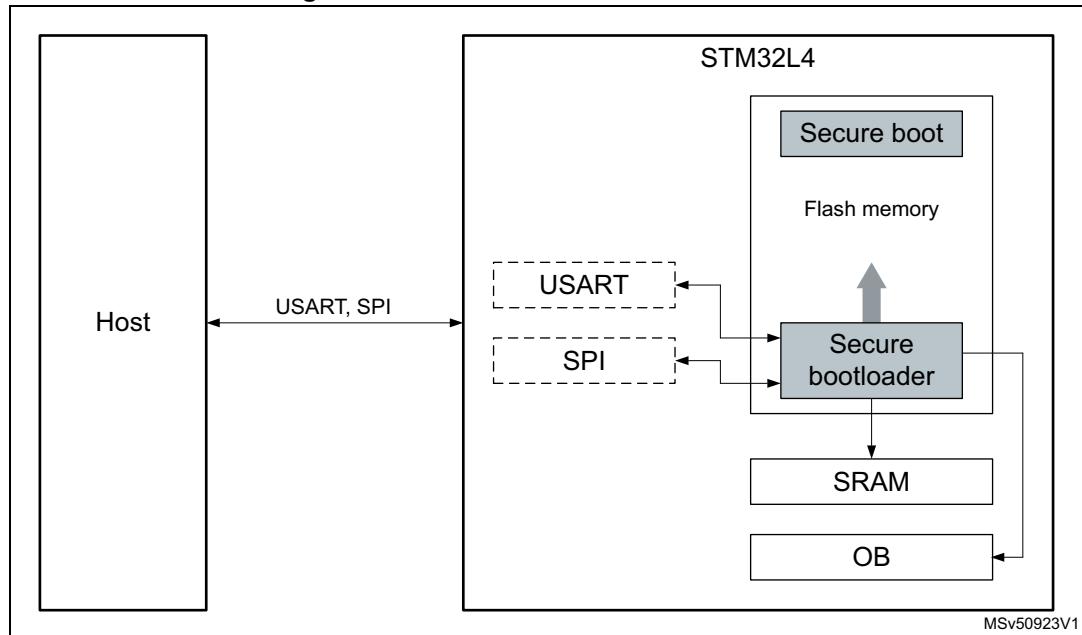 STM32L4
Secure boot
Flash memory
USART
USART, SPI
Host
SPI
Secure
bootloader
SRAM
OB
MSv50923V1